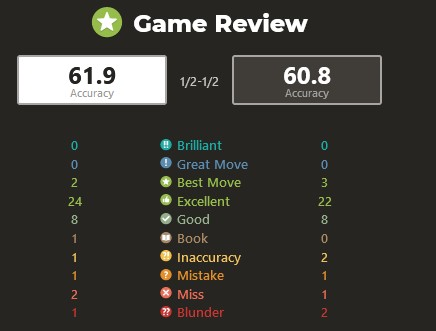 Game Review
61.9 1/2-1/2 60.8
Accuracy Accuracy
0 !! Brilliant 0
0 ! Great Move 0
2 Best Move 3
24 Excellent 22
8 Good 8
1 Book 0
1 ?! Inaccuracy 2
1 ? Mistake 1
2 Miss 1
1 ?? Blunder 2